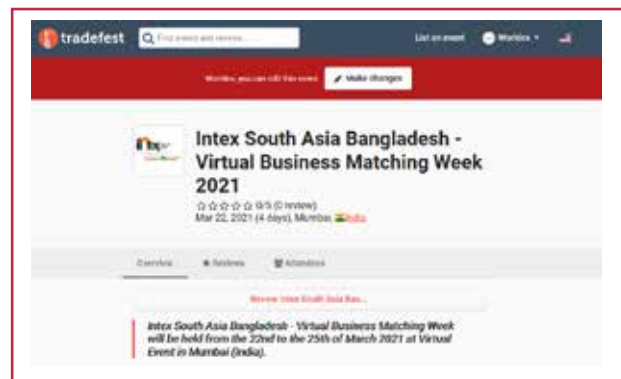 tradefest
Find events and reviews...
List an event
Worldex
Worldex, you can edit this event
Make changes
Intex South Asia Bangladesh -
Virtual Business Matching Week
2021
0/5 (0 review)
Mar 22, 2021 (4 days), Mumbai, India
Overview
Reviews
Attendees
Review Intex South Asia Ban...
Intex South Asia Bangladesh - Virtual Business Matching Week
will be held from the 22nd to the 25th of March 2021 at Virtual
Event in Mumbai (India).